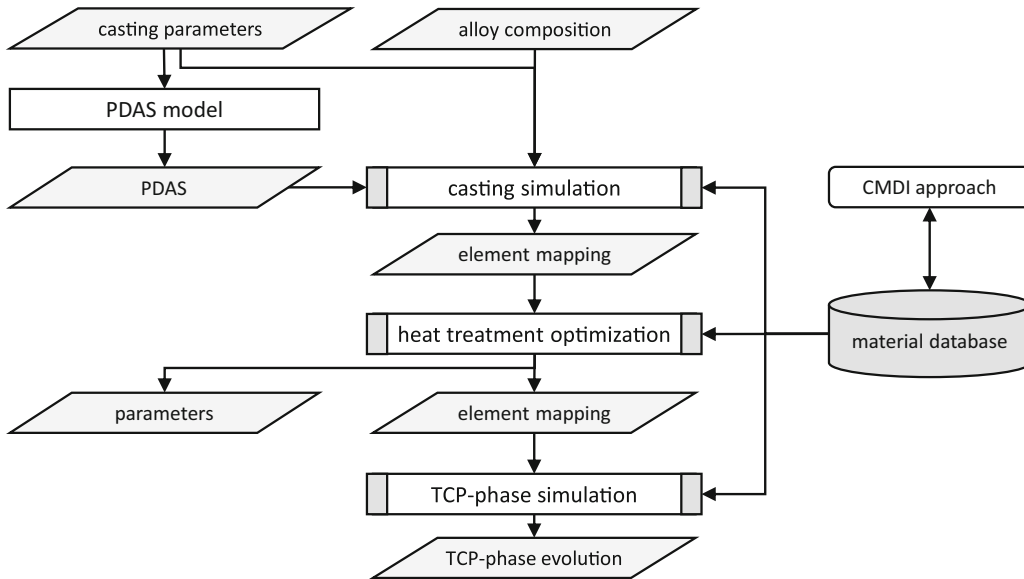 casting parameters
alloy composition
PDAS model
PDAS
casting simulation
CMDI approach
element mapping
heat treatment optimization
material database
parameters
element mapping
TCP-phase simulation
TCP-phase evolution